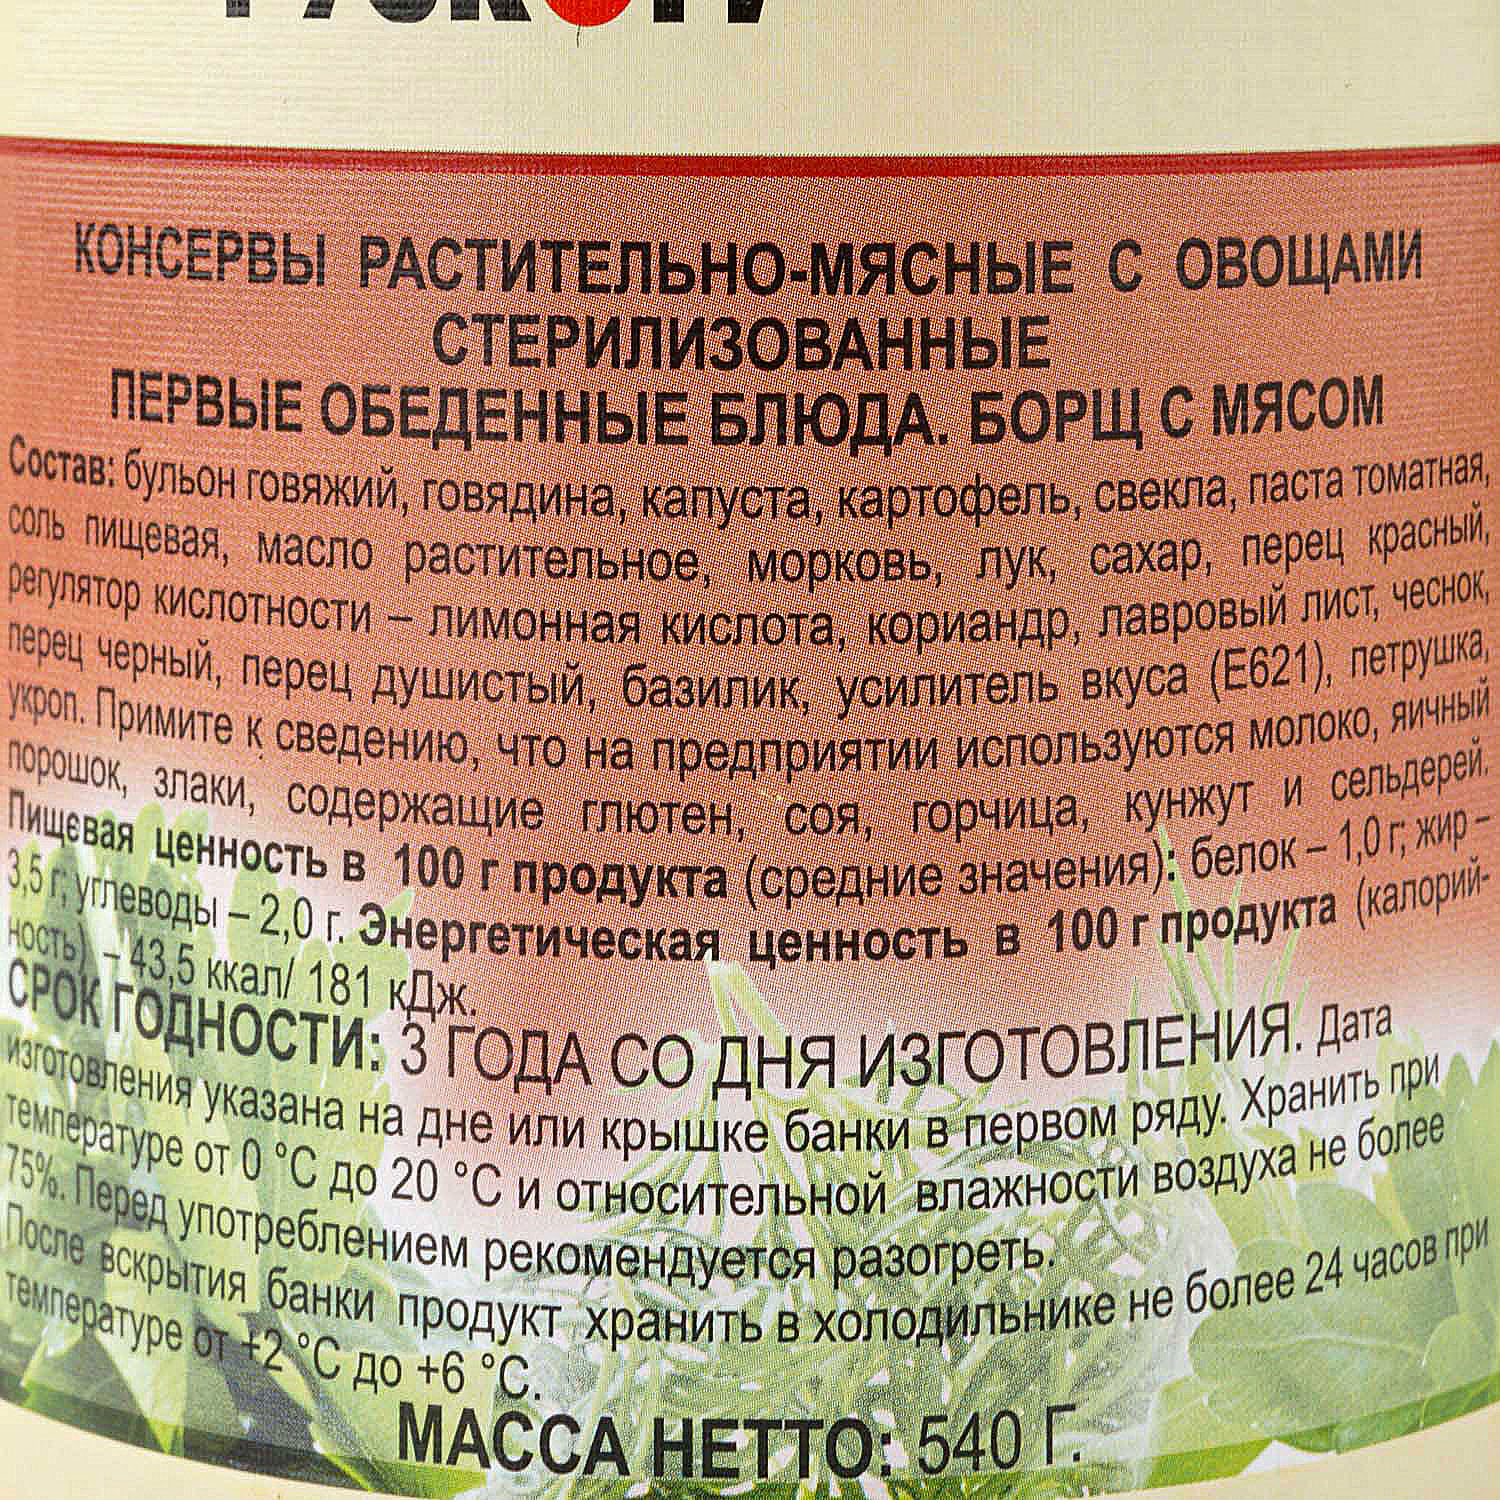 КОНСЕРВЫ РАСТИТЕЛЬНО-МЯСНЫЕ С ОВОЩАМИ
СТЕРИЛИЗОВАННЫЕ
ПЕРВЫЕ ОБЕДЕННЫЕ БЛЮДА. БОРЩ С МЯСОМ
Состав: бульон говяжий, говядина, капуста, картофель, свекла, паста томатная,
соль пищевая, масло растительное, морковь, лук, сахар, перец красный,
регулятор кислотности – лимонная кислота, кориандр, лавровый лист, чеснок,
перец черный, перец душистый, базилик, усилитель вкуса (Е621), петрушка,
укроп. Примите к сведению, что на предприятии используются молоко, яичный
порошок, злаки, содержащие глютен, соя, горчица, кунжут и сельдерей.
Пищевая ценность в 100 г продукта (средние значения): белок – 1,0 г; жир –
3,5 г; углеводы – 2,0 г. Энергетическая ценность в 100 г продукта (калорий-
ность) – 43,5 ккал/ 181 кДж.
СРОК ГОДНОСТИ: 3 ГОДА СО ДНЯ ИЗГОТОВЛЕНИЯ. Дата
изготовления указана на дне или крышке банки в первом ряду. Хранить при
температуре от 0 °С до 20 °С и относительной влажности воздуха не более
75%. Перед употреблением рекомендуется разогреть.
После вскрытия банки продукт хранить в холодильнике не более 24 часов при
температуре от +2 °С до +6 °С.
МАССА НЕТТО: 540 Г.